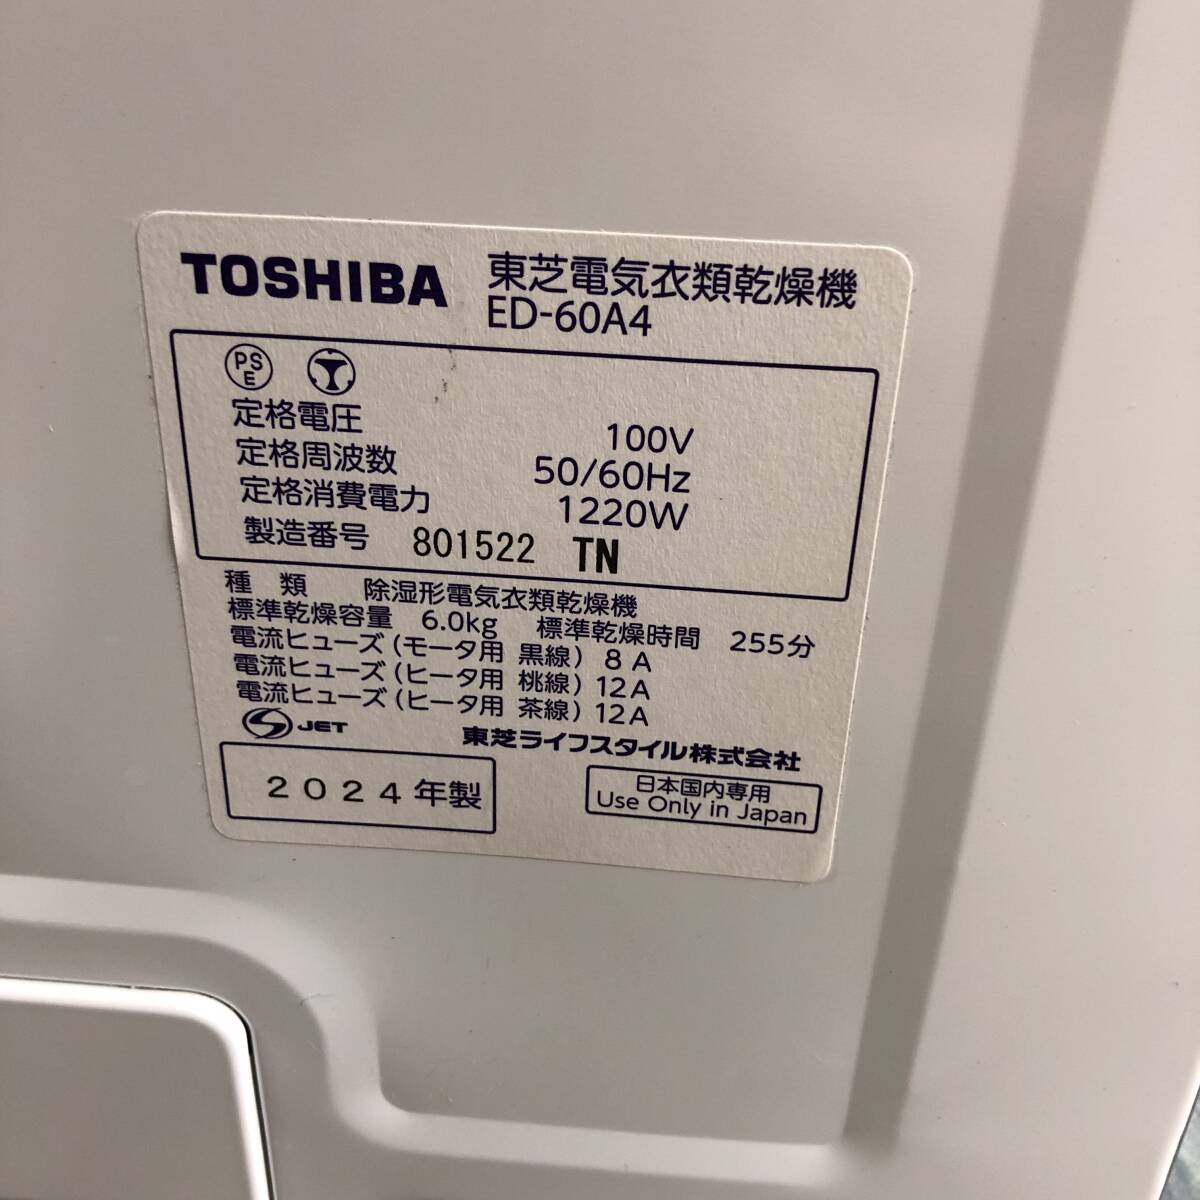 TOSHIBA 東芝電気衣類乾燥機
ED-60A4
PSE
定格電圧 100V
定格周波数 50/60Hz
定格消費電力 1220W
製造番号 801522 TN
種 類 除湿形電気衣類乾燥機
標準乾燥容量 6.0kg 標準乾燥時間 255分
電流ヒューズ(モータ用 黒線) 8A
電流ヒューズ(ヒータ用 桃線) 12A
電流ヒューズ(ヒータ用 茶線) 12A
JET 東芝ライフスタイル株式会社
2024年製
日本国内専用
Use Only in Japan